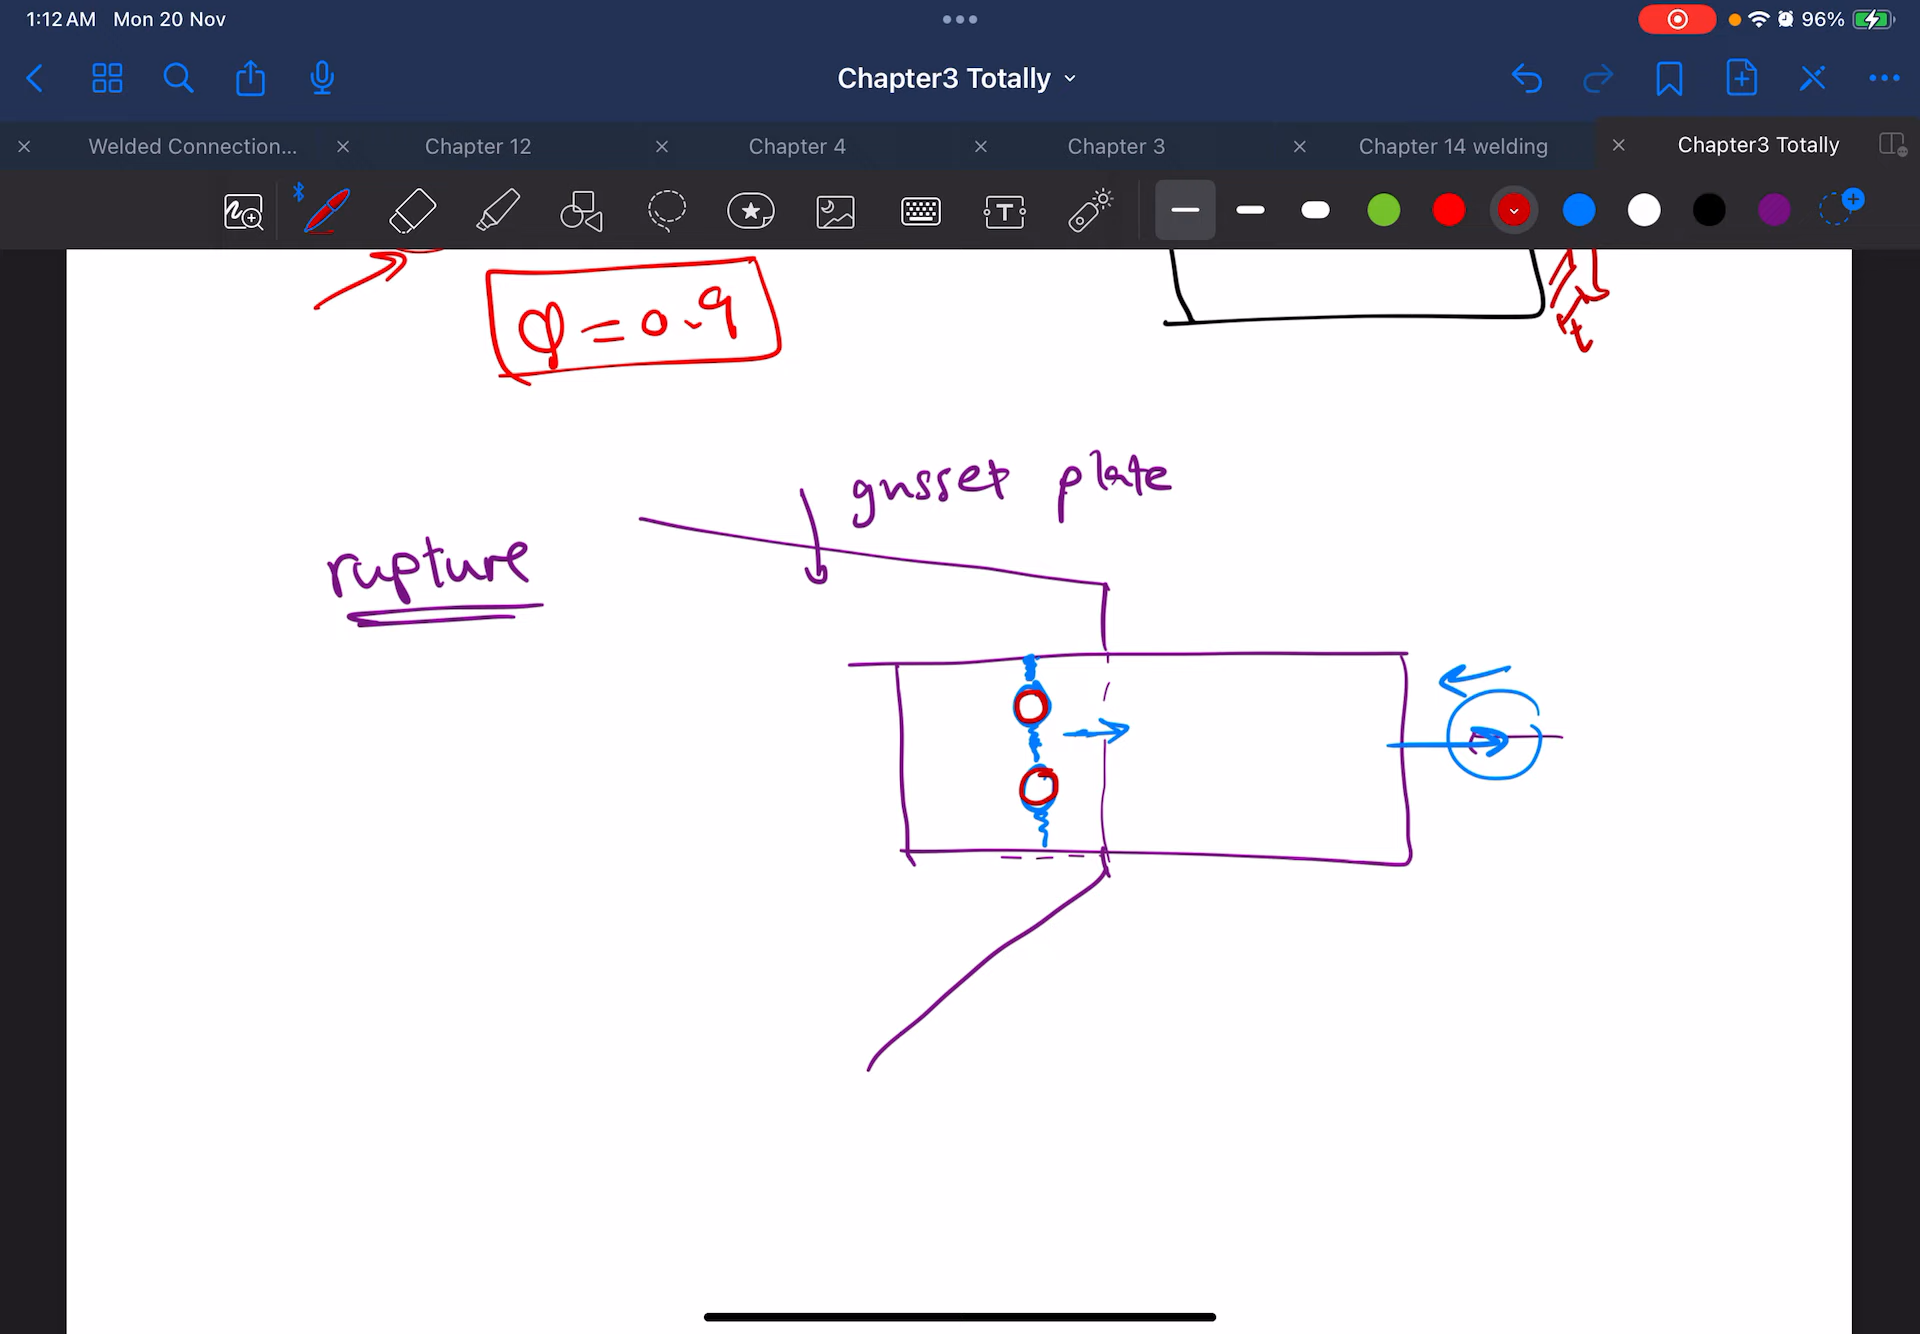 1:12 AM Mon 20 Nov
96%
Chapter3 Totally
Welded Connection...
Chapter 12
Chapter 4
Chapter 3
Chapter 14 welding
Chapter3 Totally
φ = 0.9
t
gusset plate
rupture